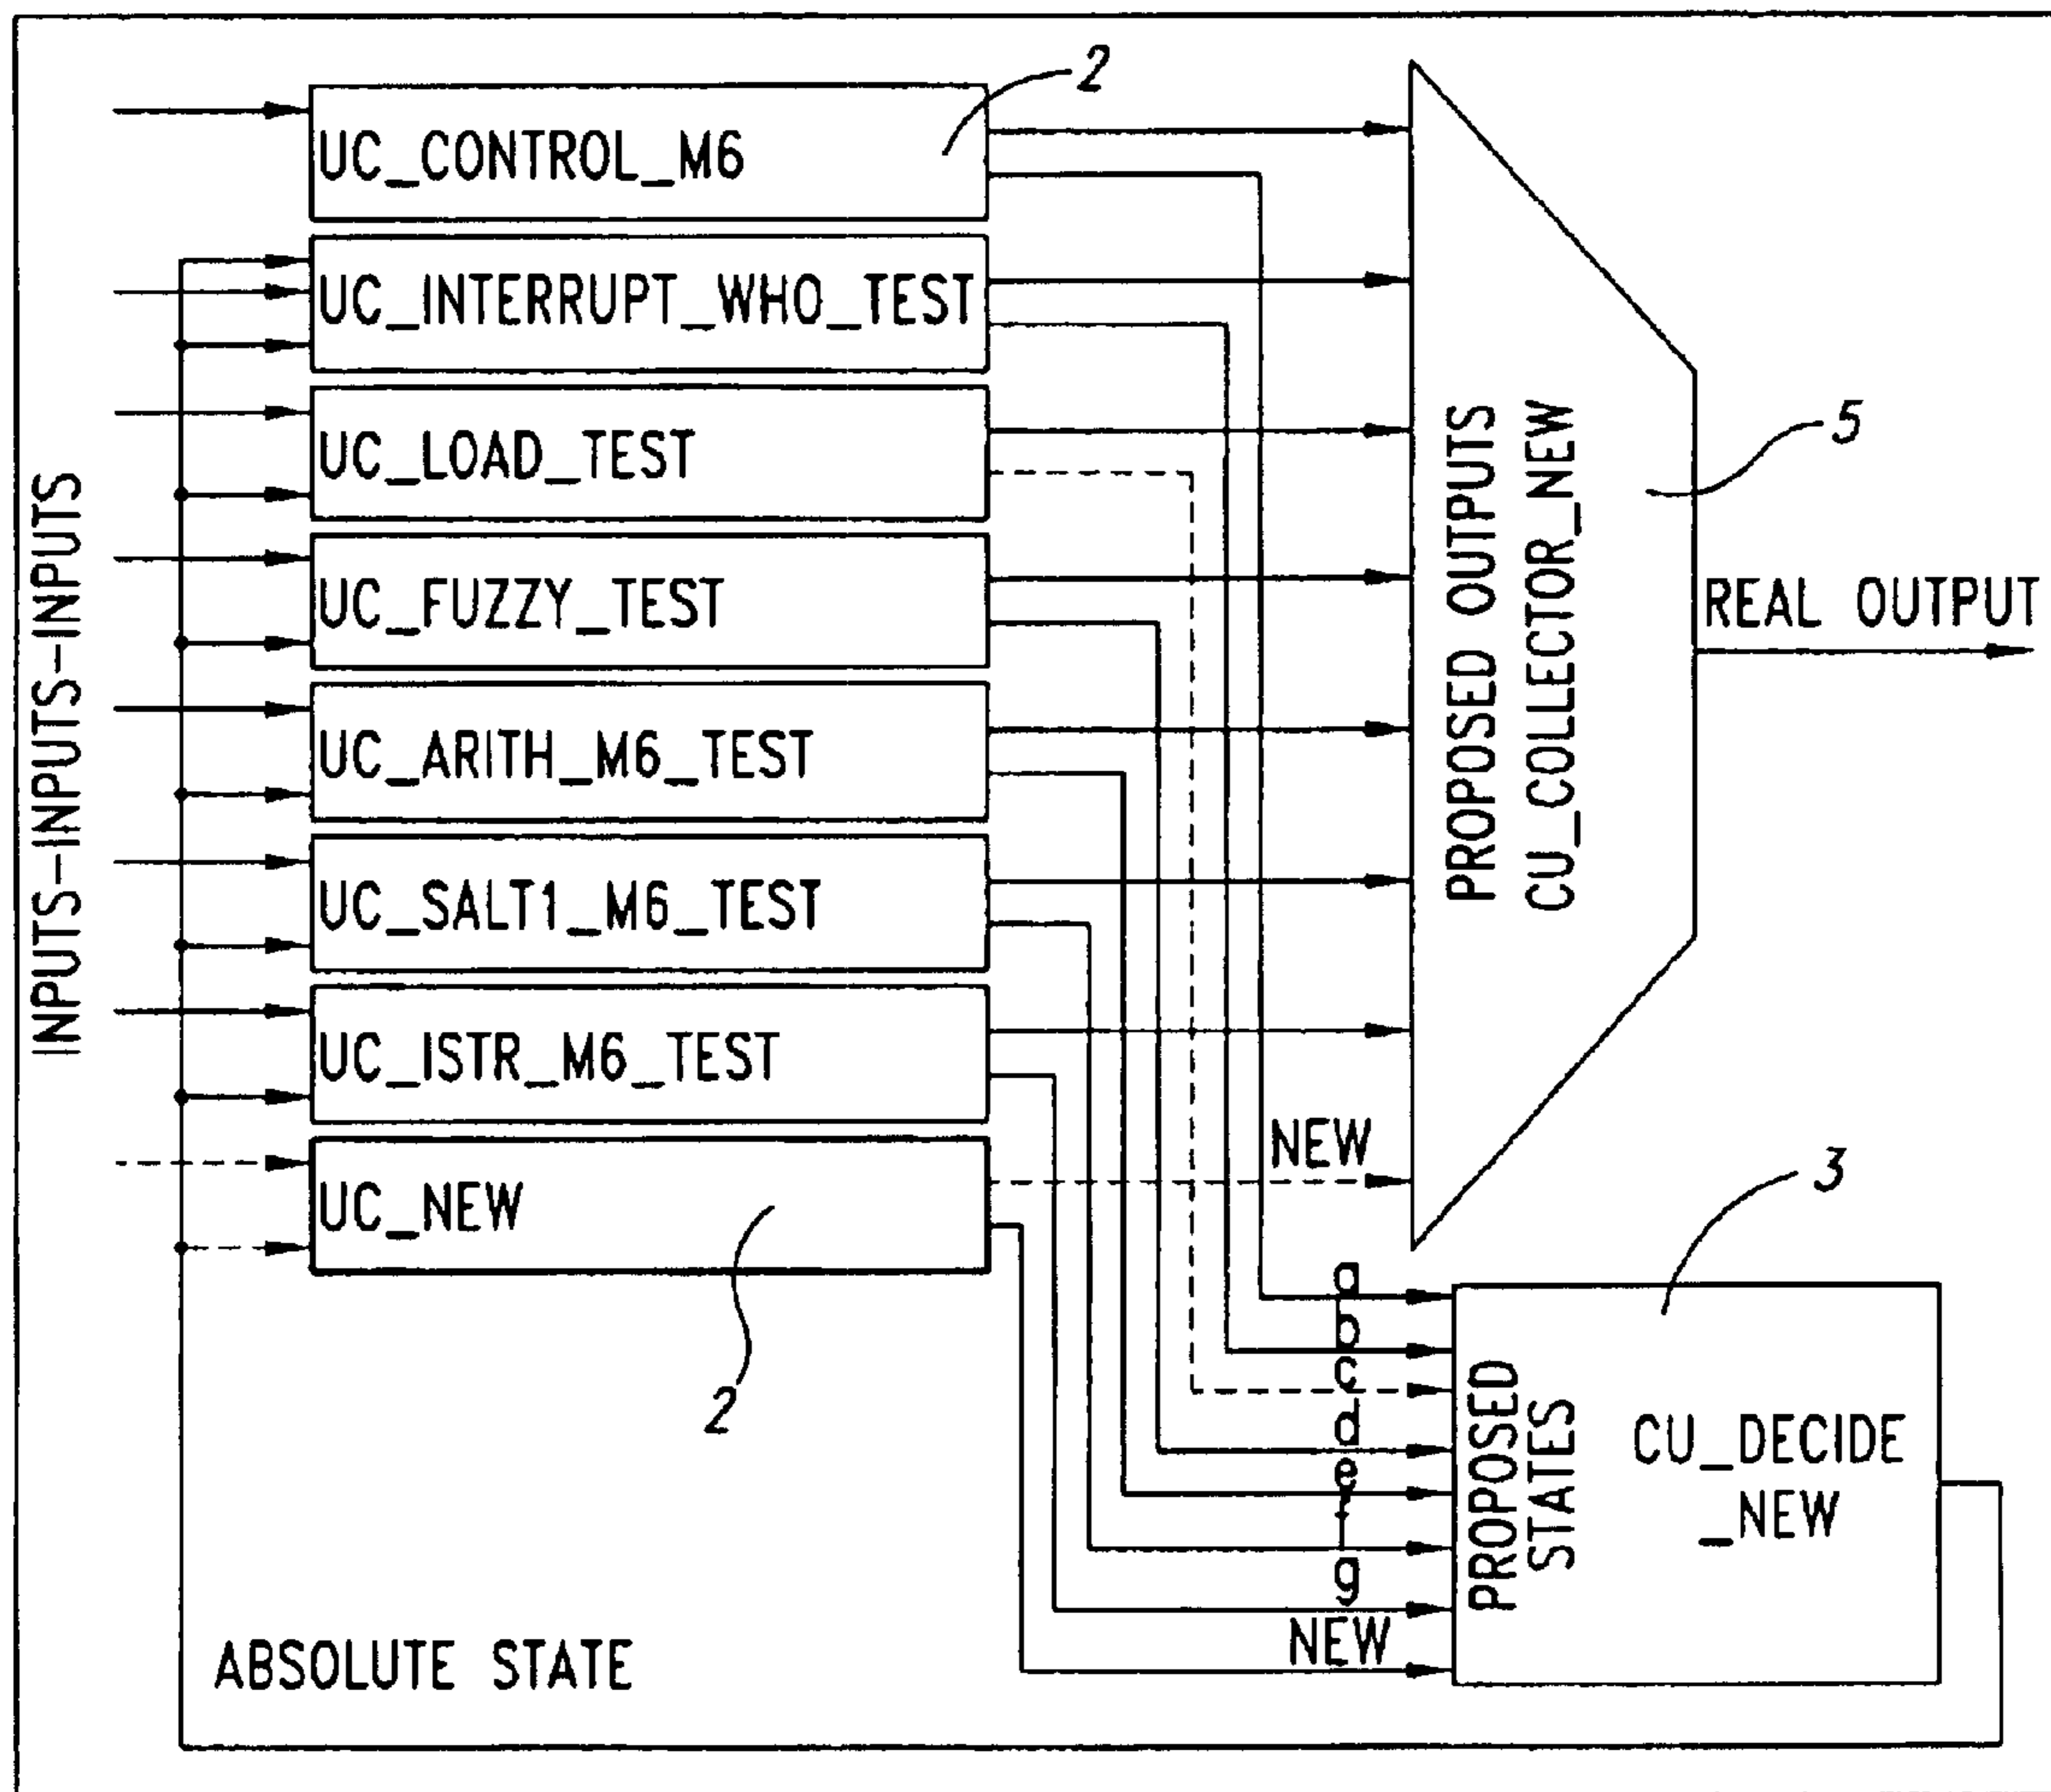 2
UC_CONTROL_M6
UC_INTERRUPT_WHO_TEST
UC_LOAD_TEST
UC_FUZZY_TEST
UC_ARITH_M6_TEST
UC_SALT1_M6_TEST
UC_ISTR_M6_TEST
UC_NEW
2
INPUTS-INPUTS-INPUTS
PROPOSED OUTPUTS
CU_COLLECTOR_NEW
5
REAL OUTPUT
NEW
3
a
b
c
d
e
f
g
NEW
PROPOSED
STATES
CU_DECIDE
_NEW
ABSOLUTE STATE